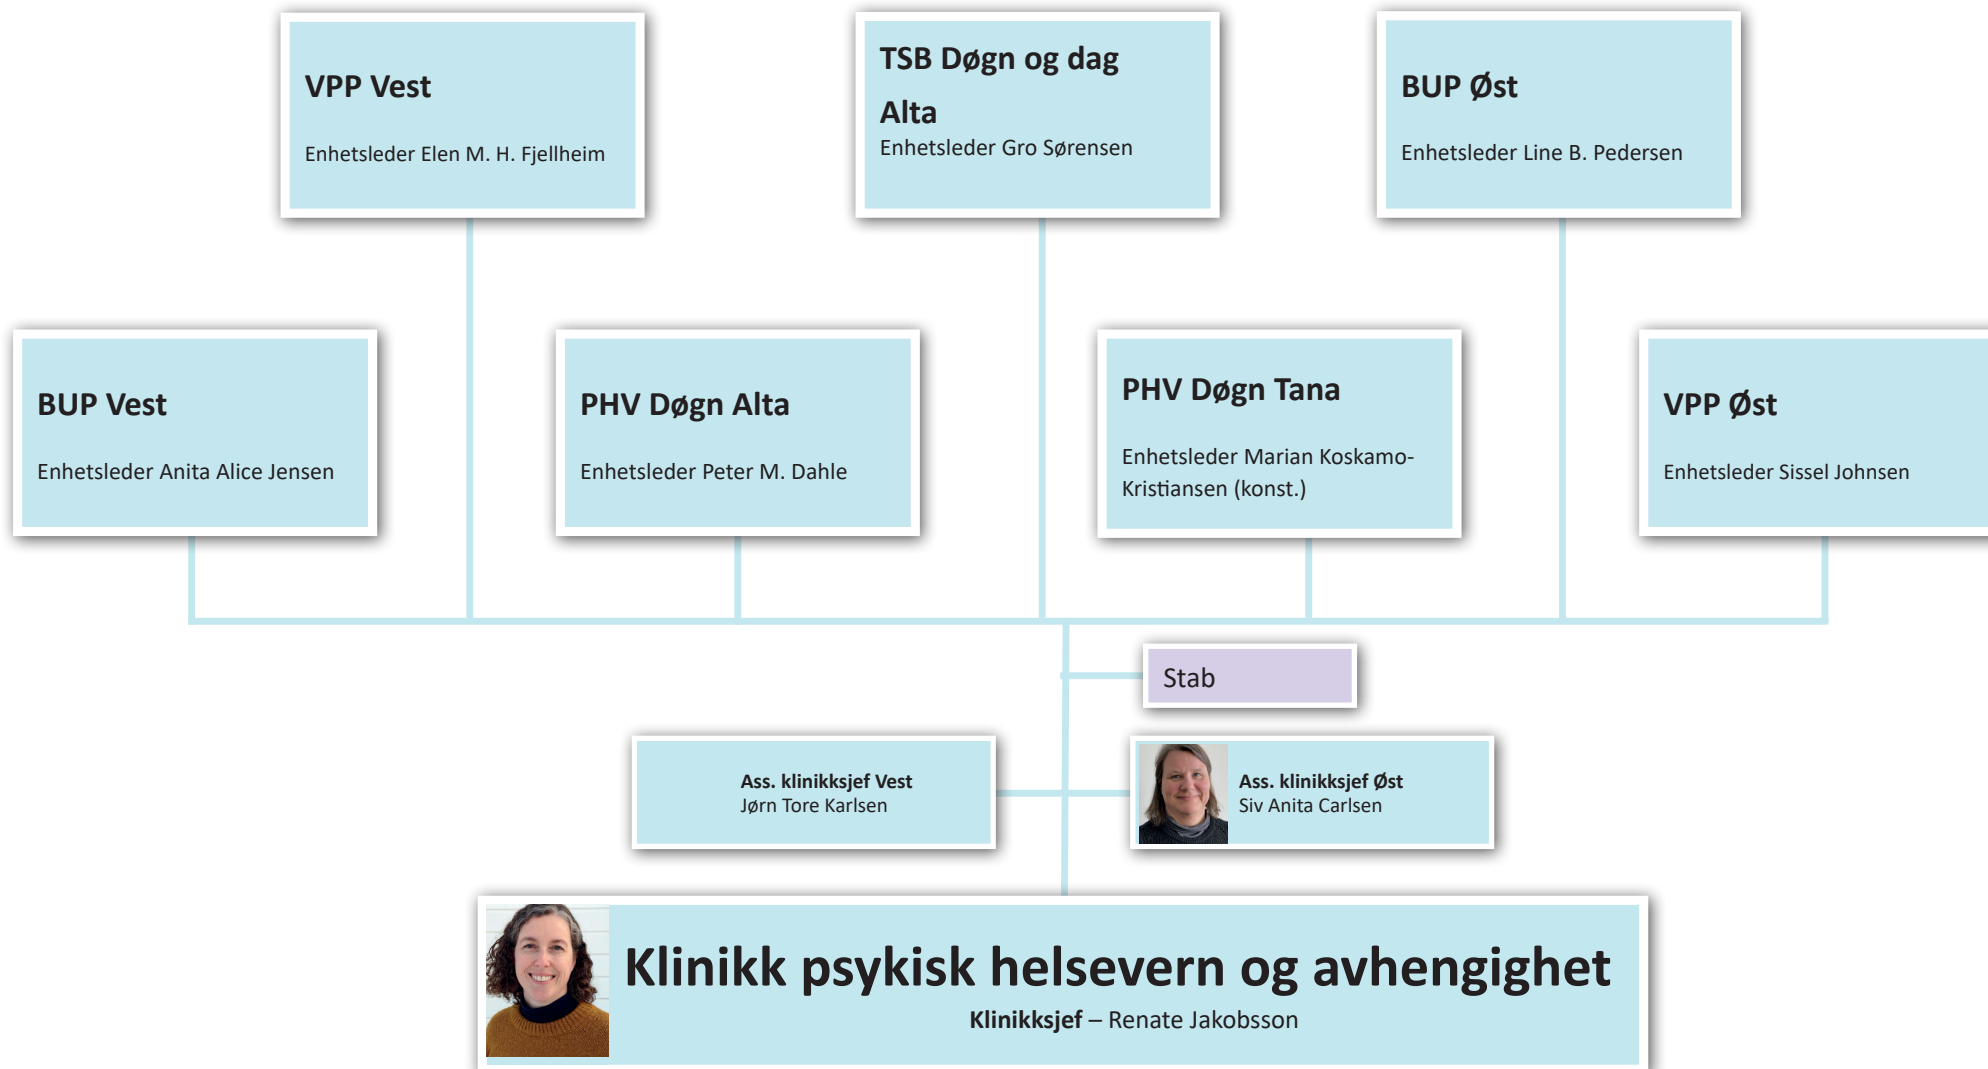 VPP Vest
Enhetsleder Elen M. H. Fjellheim
TSB Døgn og dag
Alta
Enhetsleder Gro Sørensen
BUP Øst
Enhetsleder Line B. Pedersen
BUP Vest
Enhetsleder Anita Alice Jensen
PHV Døgn Alta
Enhetsleder Peter M. Dahle
PHV Døgn Tana
Enhetsleder Marian Koskamo-
Kristiansen (konst.)
VPP Øst
Enhetsleder Sissel Johnsen
Stab
Ass. klinikksjef Vest
Jørn Tore Karlsen
Ass. klinikksjef Øst
Siv Anita Carlsen
Klinikk psykisk helsevern og avhengighet
Klinikksjef – Renate Jakobsson